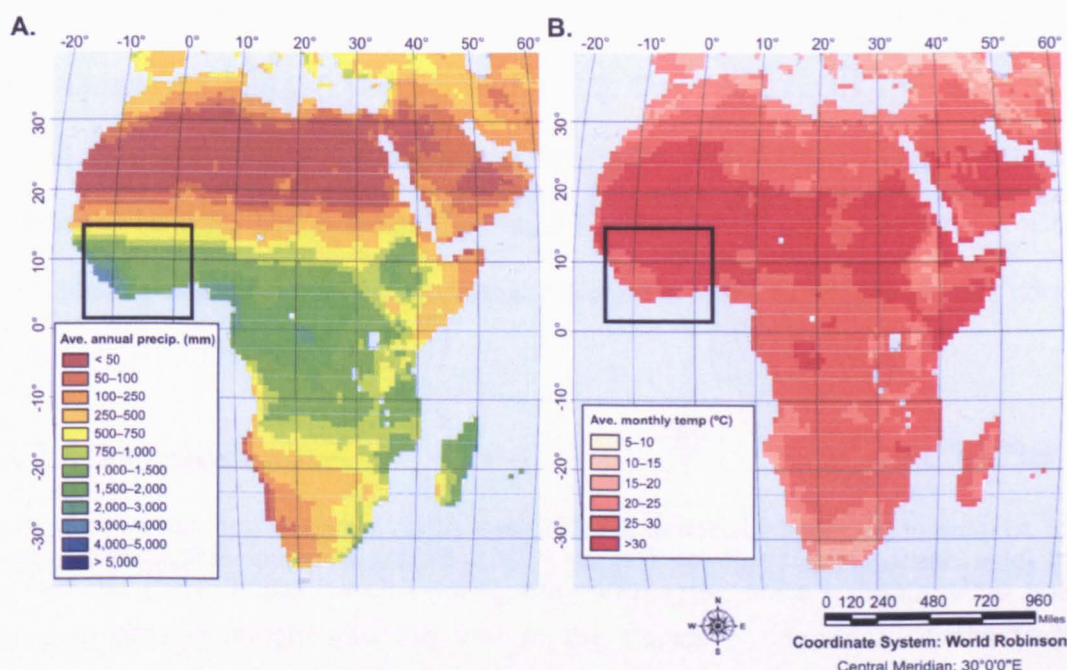 A.
-20° -10° 0° 10° 20° 30° 40° 50° 60°
30°
20°
10°
0°
-10°
-20°
-30°
Ave. annual precip. (mm)
< 50
50–100
100–250
250–500
500–750
750–1,000
1,000–1,500
1,500–2,000
2,000–3,000
3,000–4,000
4,000–5,000
> 5,000
B.
-20° -10° 0° 10° 20° 30° 40° 50° 60°
30°
20°
10°
0°
-10°
-20°
-30°
Ave. monthly temp (ºC)
5–10
10–15
15–20
20–25
25–30
>30
N
W E
S
0 120 240 480 720 960
Miles
Coordinate System: World Robinson
Central Meridian: 30°0'0"E